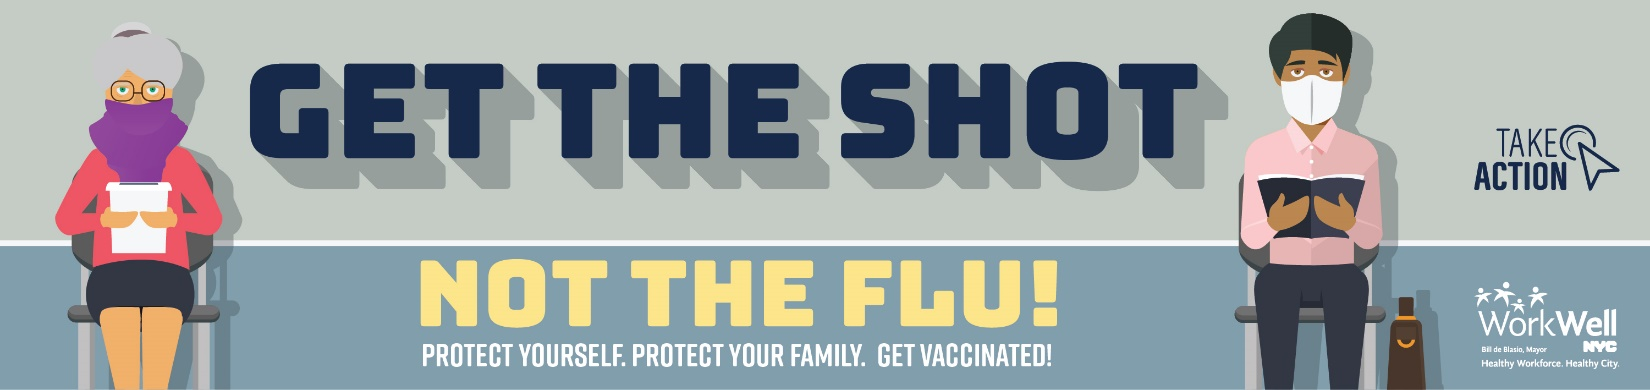 GET THE SHOT
NOT THE FLU!
PROTECT YOURSELF. PROTECT YOUR FAMILY. GET VACCINATED!
TAKE
ACTION
WorkWell
NYC
Bill de Blasio, Mayor
Healthy Workforce. Healthy City.